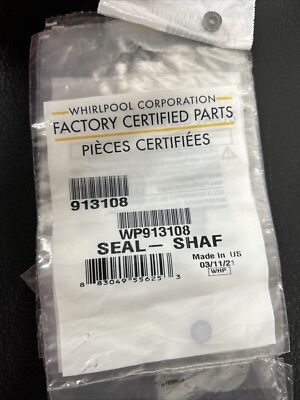 WHIRLPOOL CORPORATION
FACTORY CERTIFIED PARTS
PIÈCES CERTIFIÉES
913108
WP913108
SEAL- SHAF
Made In US
03/11/21
WHP
8 83049 55625 3